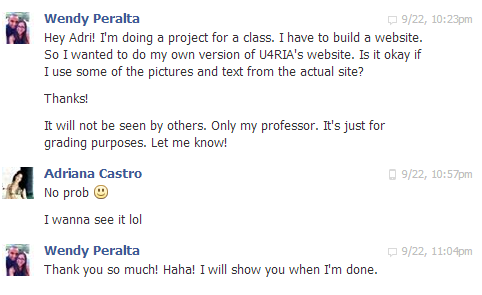 Wendy Peralta 9/22, 10:23pm
Hey Adri! I'm doing a project for a class. I have to build a website.
So I wanted to do my own version of U4RIA's website. Is it okay if
I use some of the pictures and text from the actual site?
Thanks!
It will not be seen by others. Only my professor. It's just for
grading purposes. Let me know!
Adriana Castro 9/22, 10:57pm
No prob
I wanna see it lol
Wendy Peralta 9/22, 11:04pm
Thank you so much! Haha! I will show you when I'm done.